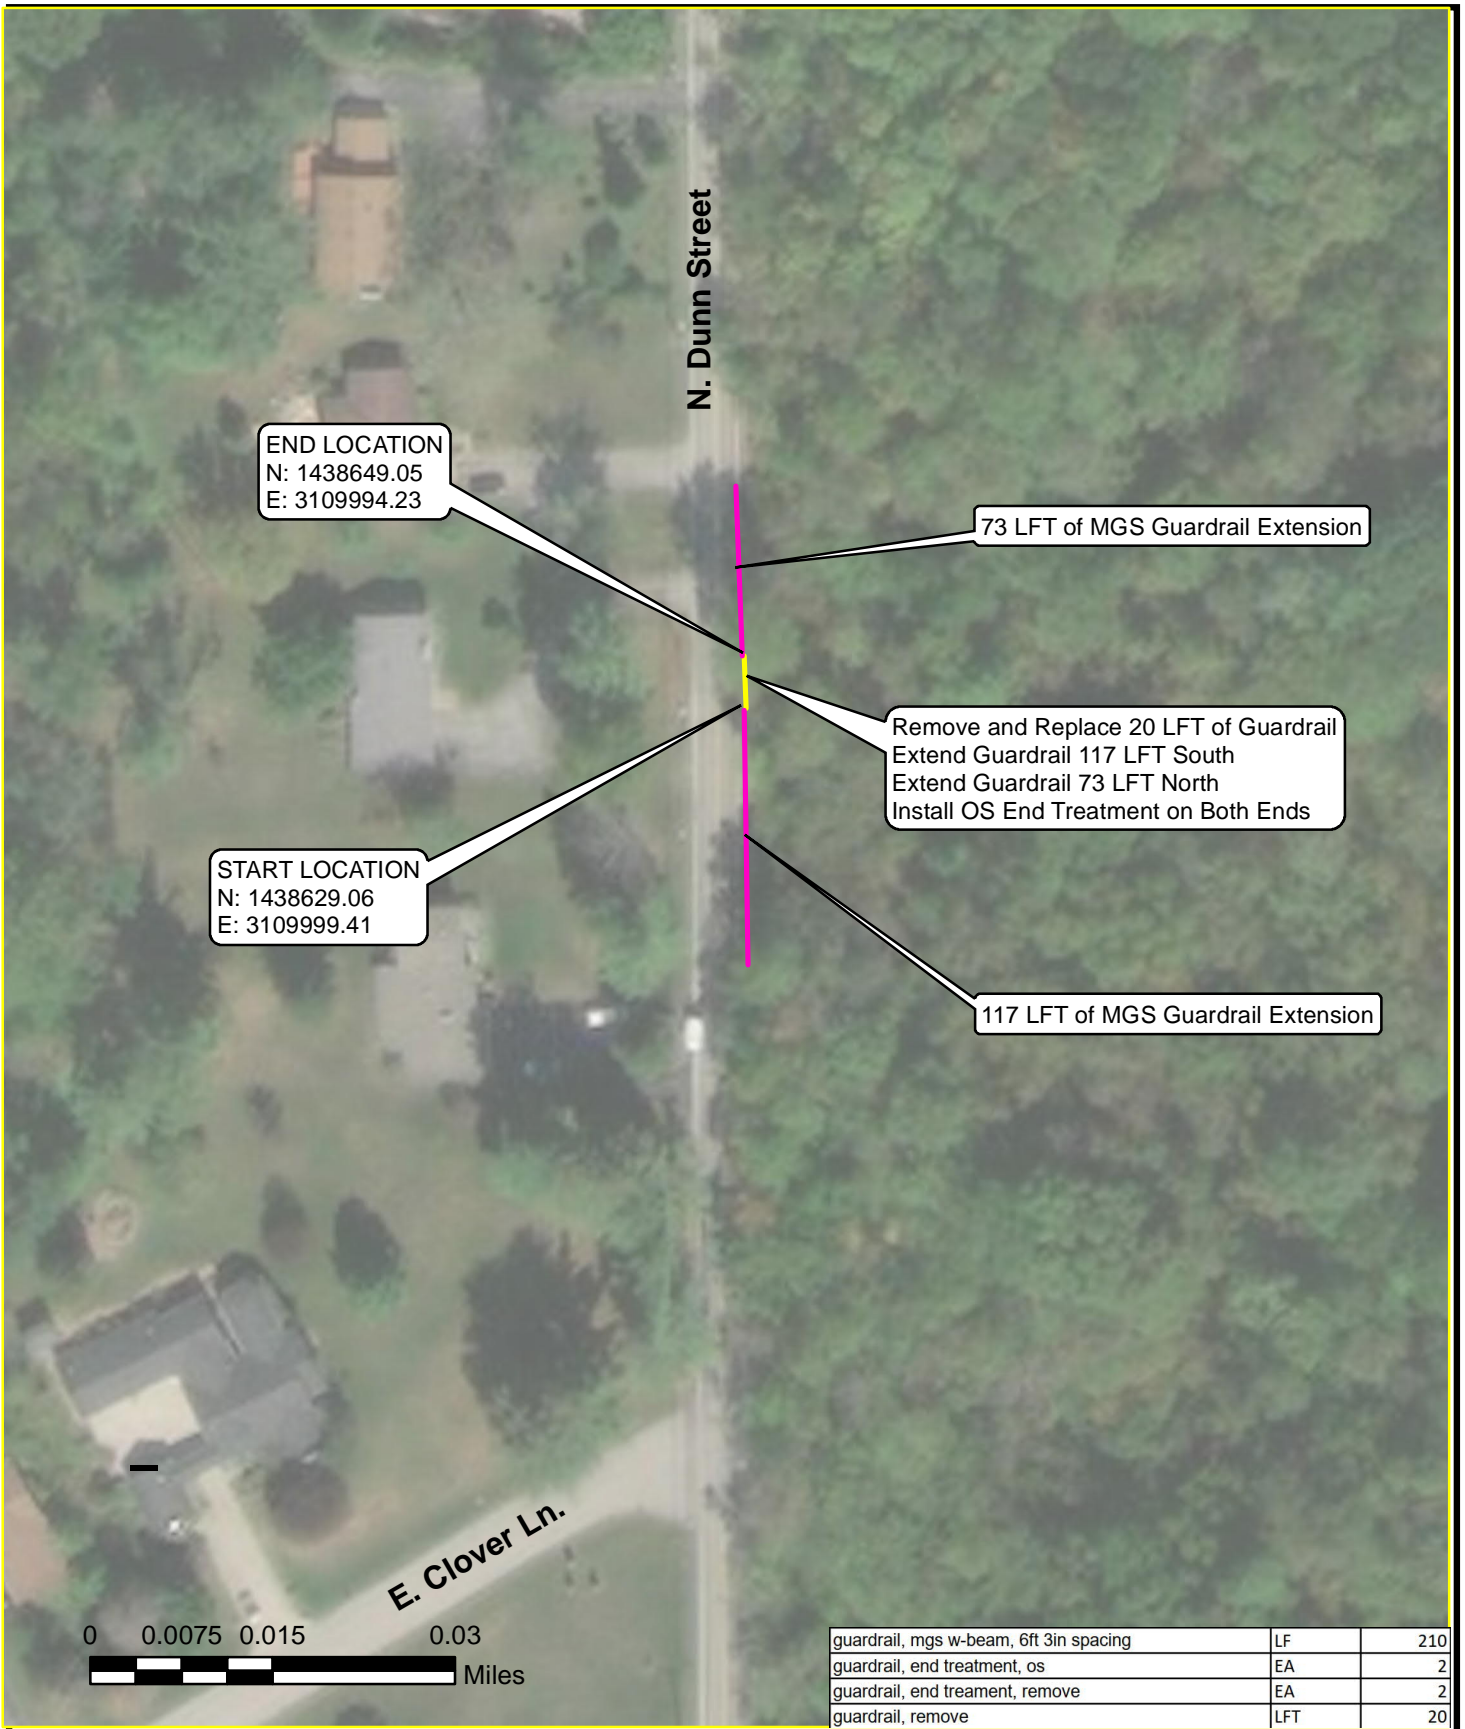 N. Dunn Street
END LOCATION
N: 1438649.05
E: 3109994.23
73 LFT of MGS Guardrail Extension
Remove and Replace 20 LFT of Guardrail
Extend Guardrail 117 LFT South
Extend Guardrail 73 LFT North
Install OS End Treatment on Both Ends
START LOCATION
N: 1438629.06
E: 3109999.41
117 LFT of MGS Guardrail Extension
E. Clover Ln.
0 0.0075 0.015 0.03
Miles
guardrail, mgs w-beam, 6ft 3in spacing LF 210
guardrail, end treatment, os EA 2
guardrail, end treament, remove EA 2
guardrail, remove LFT 20